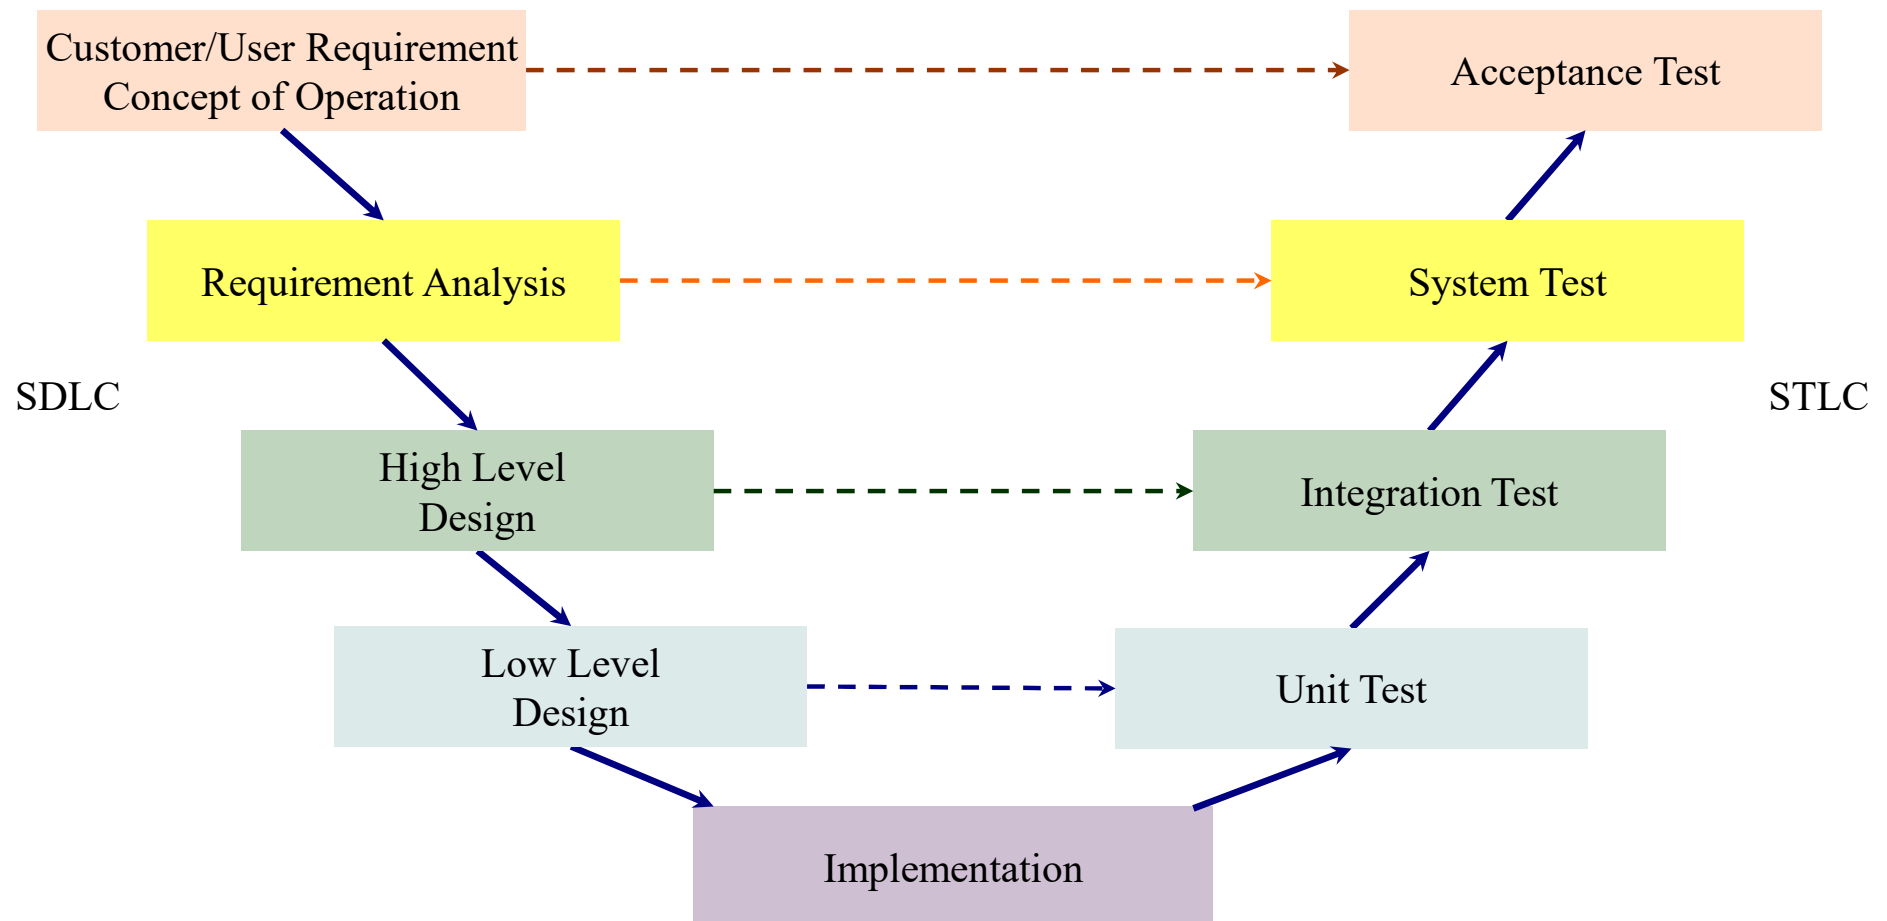 Customer/User Requirement
Concept of Operation
Acceptance Test
Requirement Analysis
System Test
SDLC
STLC
High Level
Design
Integration Test
Low Level
Design
Unit Test
Implementation